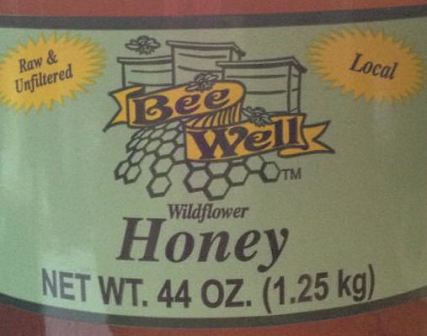 Raw &
Unfiltered
Local
Bee
Well
TM
Wildflower
Honey
NET WT. 44 OZ. (1.25 kg)